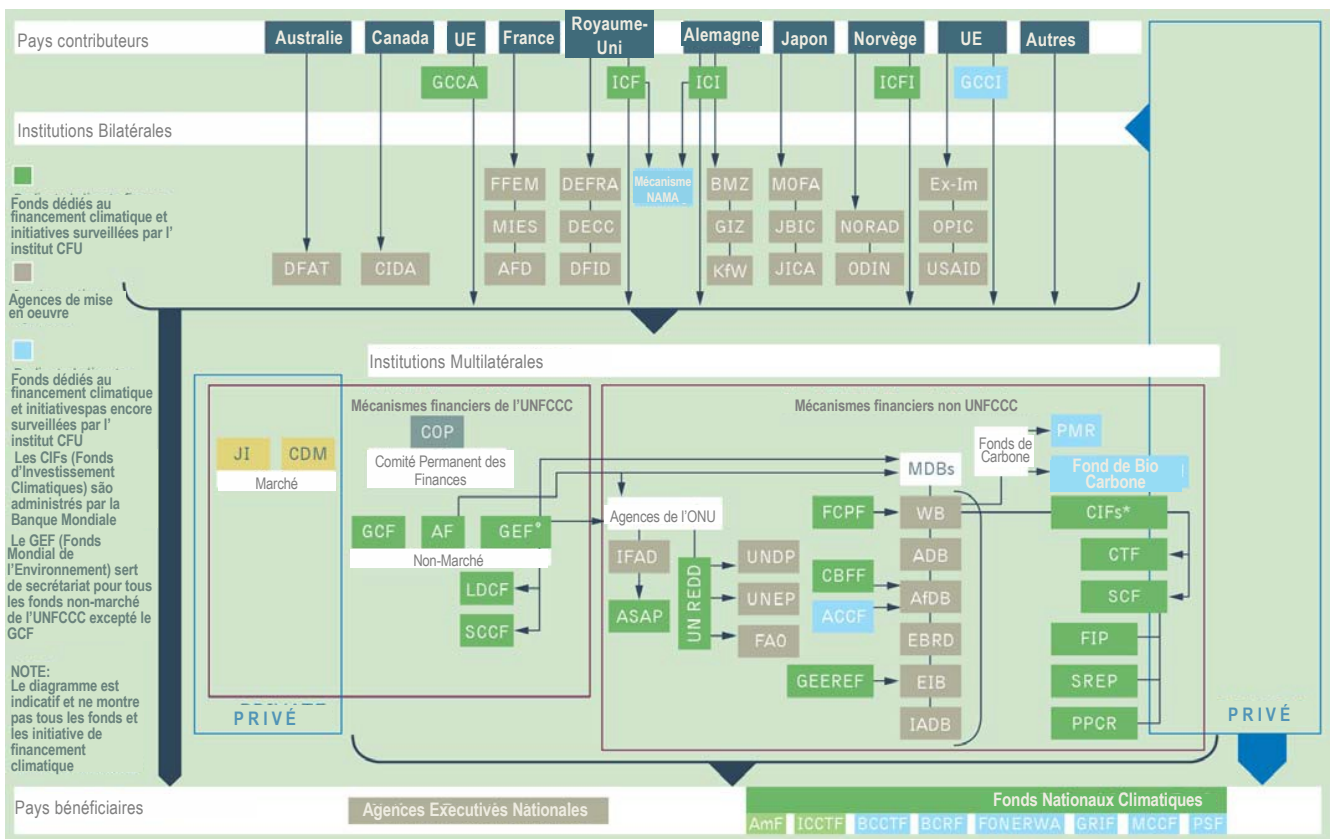 Pays contributeurs
Australie
Canada
UE
France
Royaume-
Uni
Alemagne
Japon
Norvège
UE
Autres
GCCA
ICF
ICI
ICFI
GCCI
Institutions Bilatérales
Fonds dédiés au
financement climatique et
initiatives surveillées par l'
institut CFU
Agences de mise
en oeuvre
Fonds dédiés au
financement climatique
et initiativespas encore
surveillées par l'
institut CFU
Les CIFs (Fonds
d'Investissement
Climatiques) são
administrés par la
Banque Mondiale
Le GEF (Fonds
Mondial de
l'Environnement) sert
de secrétariat pour tous
les fonds non-marché
de l'UNFCCC excepté le
GCF
NOTE:
Le diagramme est
indicatif et ne montre
pas tous les fonds et
les initiative de
financement
climatique
FFEM
DEFRA
Mécanisme
NAMA
BMZ
MOFA
Ex-Im
MIES
DECC
GIZ
JBIC
NORAD
OPIC
DFAT
CIDA
AFD
DFID
KfW
JICA
ODIN
USAID
Institutions Multilatérales
Mécanismes financiers de l'UNFCCC
COP
Comité Permanent des
Finances
JI
CDM
Marché
GCF
AF
GEF°
Non-Marché
LDCF
SCCF
PRIVÉ
Mécanismes financiers non UNFCCC
Agences de l'ONU
IFAD
ASAP
UN REDD
UNDP
UNEP
FAO
FCPF
CBFF
ACCF
GEEREF
MDBs
WB
ADB
AfDB
EBRD
EIB
IADB
Fonds de
Carbone
PMR
Fond de Bio
Carbone
CIFs*
CTF
SCF
FIP
SREP
PPCR
PRIVÉ
Pays bénéficiaires
Agences Executives Nationales
Fonds Nationaux Climatiques
AmF
ICCTF
BCCTF
BCRF
FONERWA
GRIF
MCCF
PSF